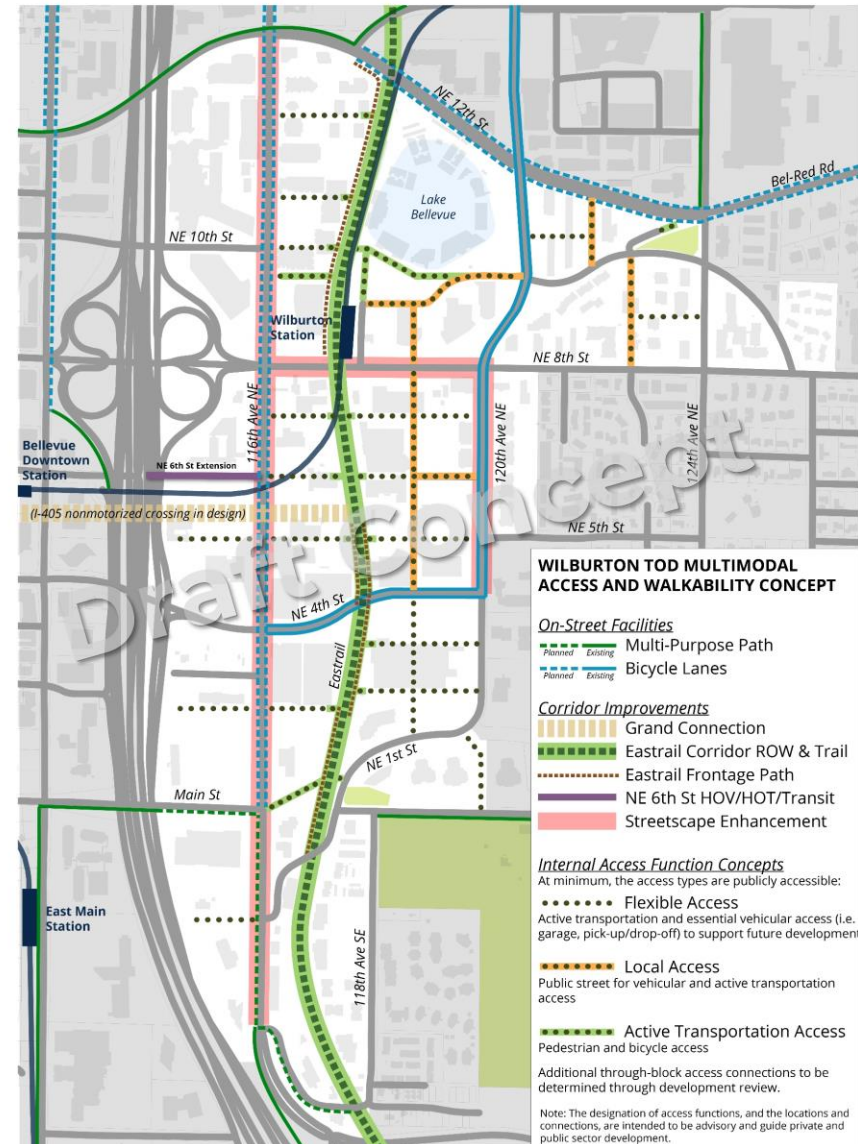 NE 12th St
Bel-Red Rd
Lake
Bellevue
NE 10th St
Wilburton
Station
NE 8th St
116th Ave NE
120th Ave NE
124th Ave NE
Bellevue
Downtown
Station
NE 6th St Extension
(I-405 nonmotorized crossing in design)
NE 5th St
Draft Concept
NE 4th St
Eastrail
NE 1st St
Main St
East Main
Station
118th Ave SE
WILBURTON TOD MULTIMODAL
ACCESS AND WALKABILITY CONCEPT
On-Street Facilities
Planned Existing Multi-Purpose Path
Planned Existing Bicycle Lanes
Corridor Improvements
Grand Connection
Eastrail Corridor ROW & Trail
Eastrail Frontage Path
NE 6th St HOV/HOT/Transit
Streetscape Enhancement
Internal Access Function Concepts
At minimum, the access types are publicly accessible:
Flexible Access
Active transportation and essential vehicular access (i.e.
garage, pick-up/drop-off) to support future development
Local Access
Public street for vehicular and active transportation
access
Active Transportation Access
Pedestrian and bicycle access
Additional through-block access connections to be
determined through development review.
Note: The designation of access functions, and the locations and
connections, are intended to be advisory and guide private and
public sector development.